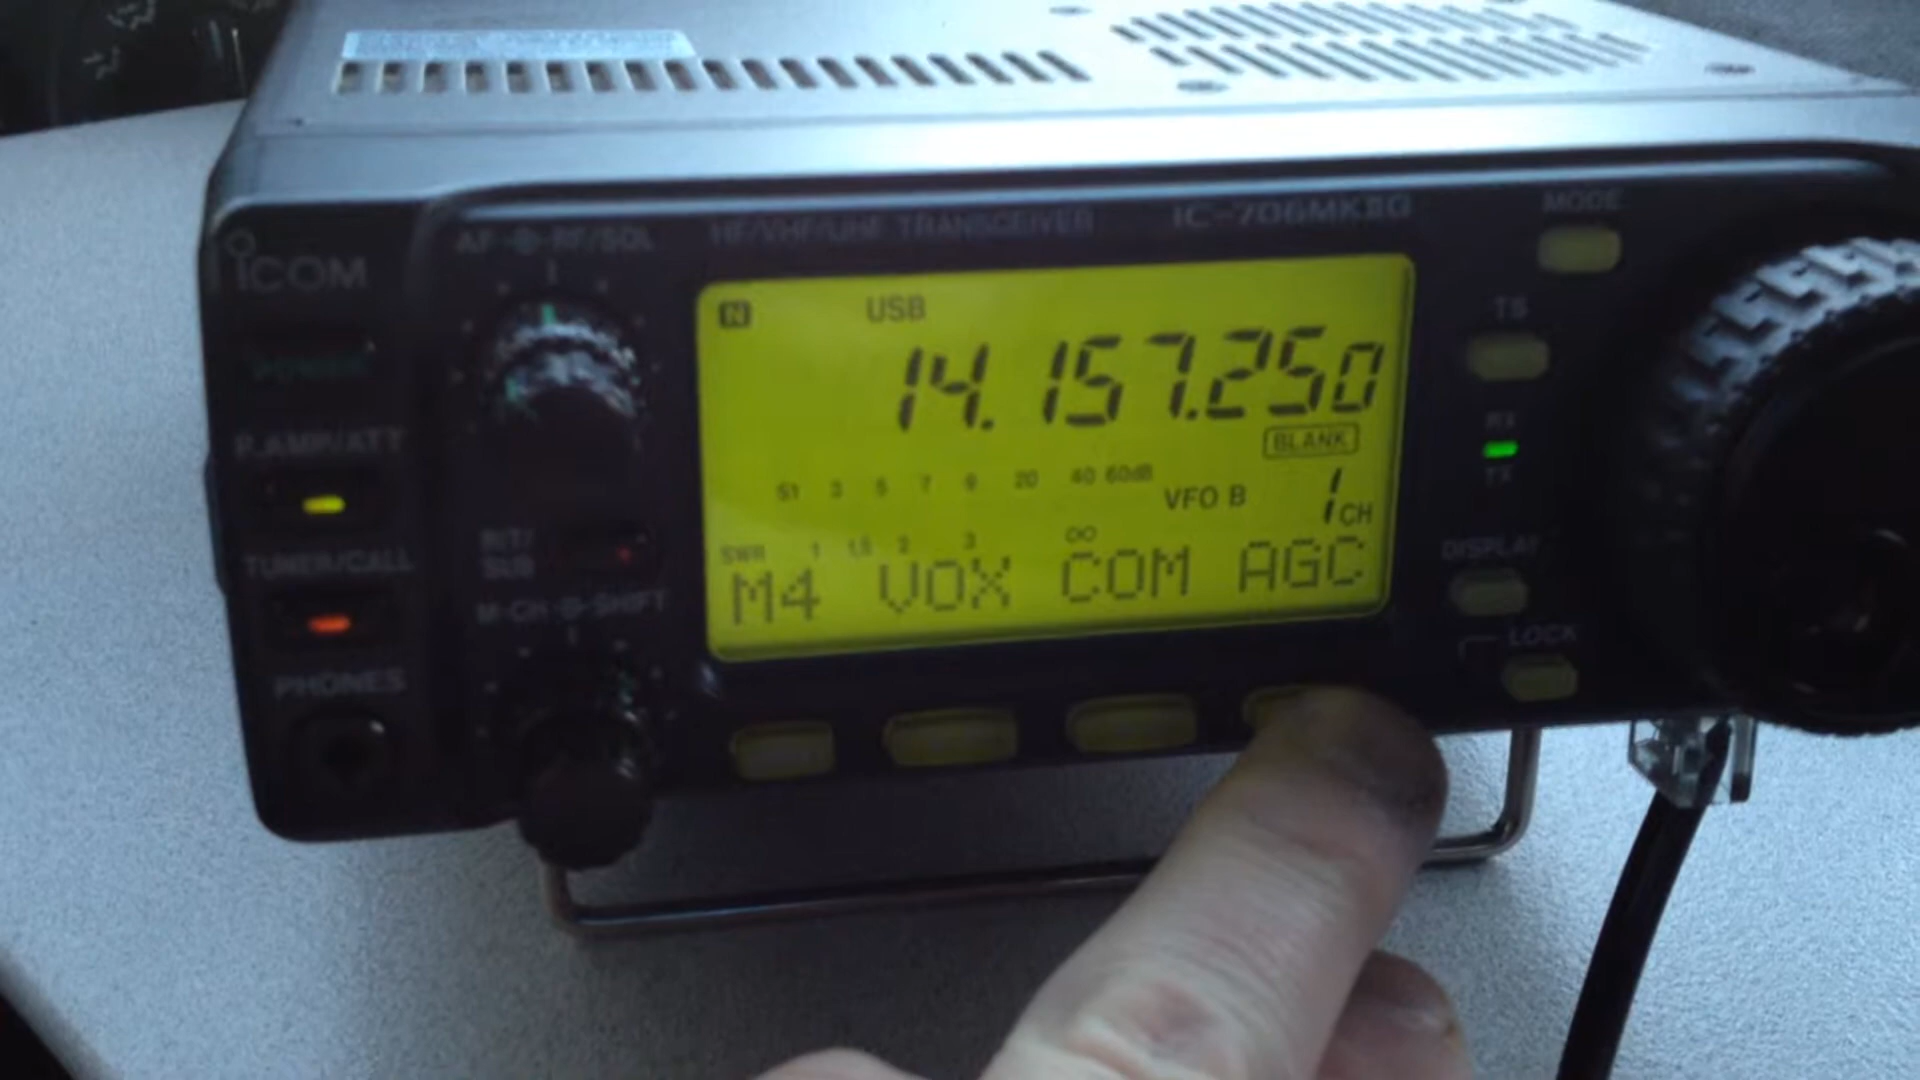 HF/VHF/UHF TRANSCEIVER
IC-706MKIIG
MODE
AF RF/SQL
ICOM
N USB
14.157.250
TS
BLANK
RX
TX
P.AMP/ATT
S1 3 5 7 9 20 40 60dB
VFO B 1CH
RIT/
SUB
SWR 1 1.5 2 3 ∞
DISPLAY
TUNER/CALL
M4 VOX COM AGC
M-CH SHIFT
LOCK
PHONES